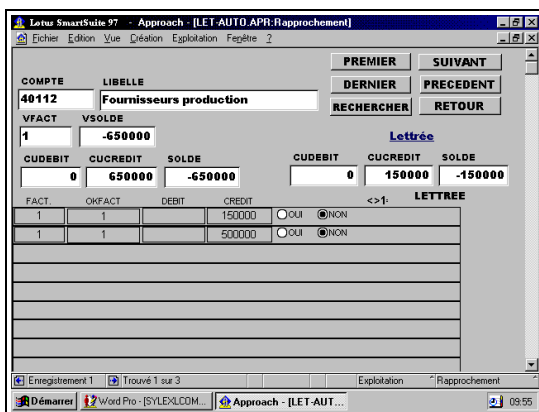 Lotus SmartSuite 97 - Approach - [LET-AUTO.APR:Rapprochement]
Fichier Edition Vue Création Exploitation Fenêtre ?
PREMIER SUIVANT
COMPTE LIBELLE DERNIER PRECEDENT
40112 Fournisseurs production RECHERCHER RETOUR
VFACT VSOLDE
1 -650000 Lettrée
CUDEBIT CUCREDIT SOLDE CUDEBIT CUCREDIT SOLDE
0 650000 -650000 0 150000 -150000
FACT. OKFACT DEBIT CREDIT <>1: LETTREE
1 1 150000 OUI NON
1 1 500000 OUI NON
Enregistrement 1 Trouvé 1 sur 3 Exploitation Rapprochement
Démarrer Word Pro - [SYLEXLCOM... Approach - [LET-AUT... 09:55